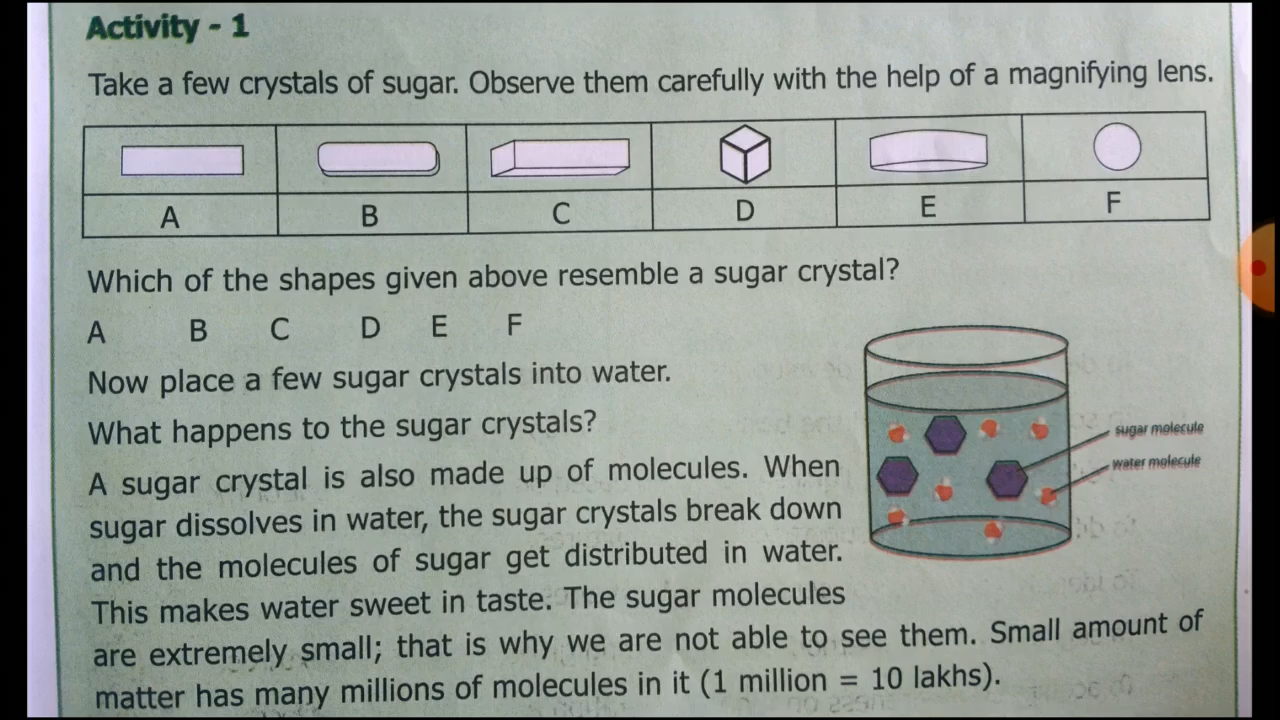 Activity - 1
Take a few crystals of sugar. Observe them carefully with the help of a magnifying lens.
A B C D E F
Which of the shapes given above resemble a sugar crystal?
A B C D E F
Now place a few sugar crystals into water.
What happens to the sugar crystals?
sugar molecule
water molecule
A sugar crystal is also made up of molecules. When
sugar dissolves in water, the sugar crystals break down
and the molecules of sugar get distributed in water.
This makes water sweet in taste. The sugar molecules
are extremely small; that is why we are not able to see them. Small amount of
matter has many millions of molecules in it (1 million = 10 lakhs).